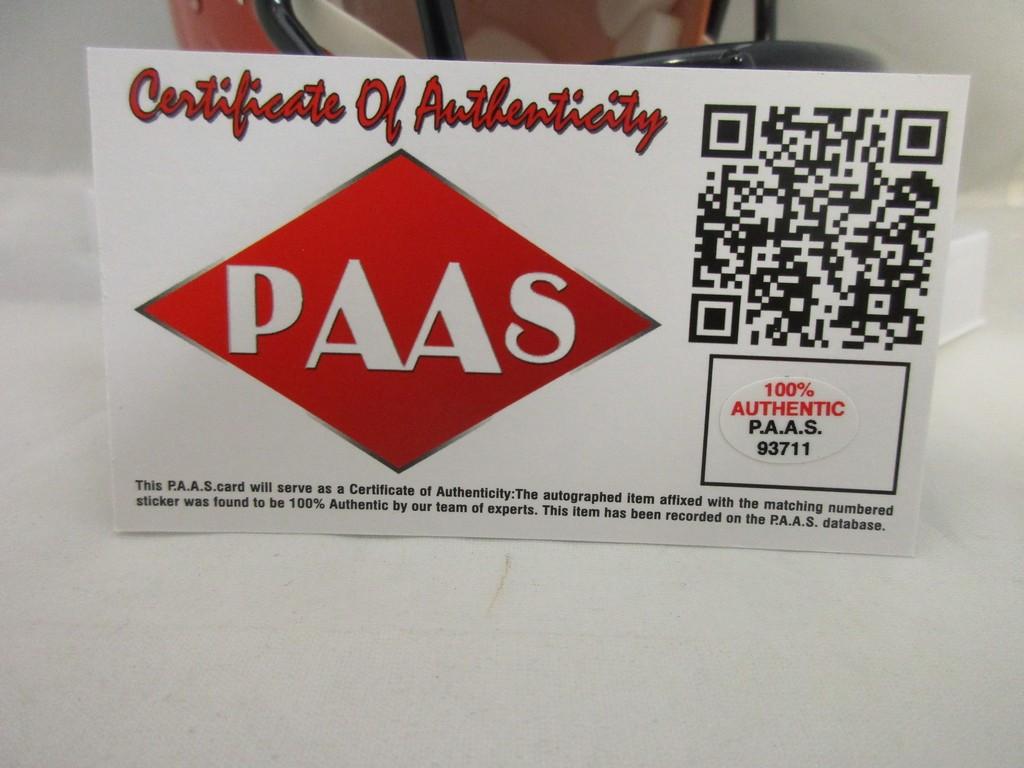 Certificate Of Authenticity
PAAS
100%
AUTHENTIC
P.A.A.S.
93711
This P.A.A.S.card will serve as a Certificate of Authenticity:The autographed item affixed with the matching numbered
sticker was found to be 100% Authentic by our team of experts. This item has been recorded on the P.A.A.S. database.